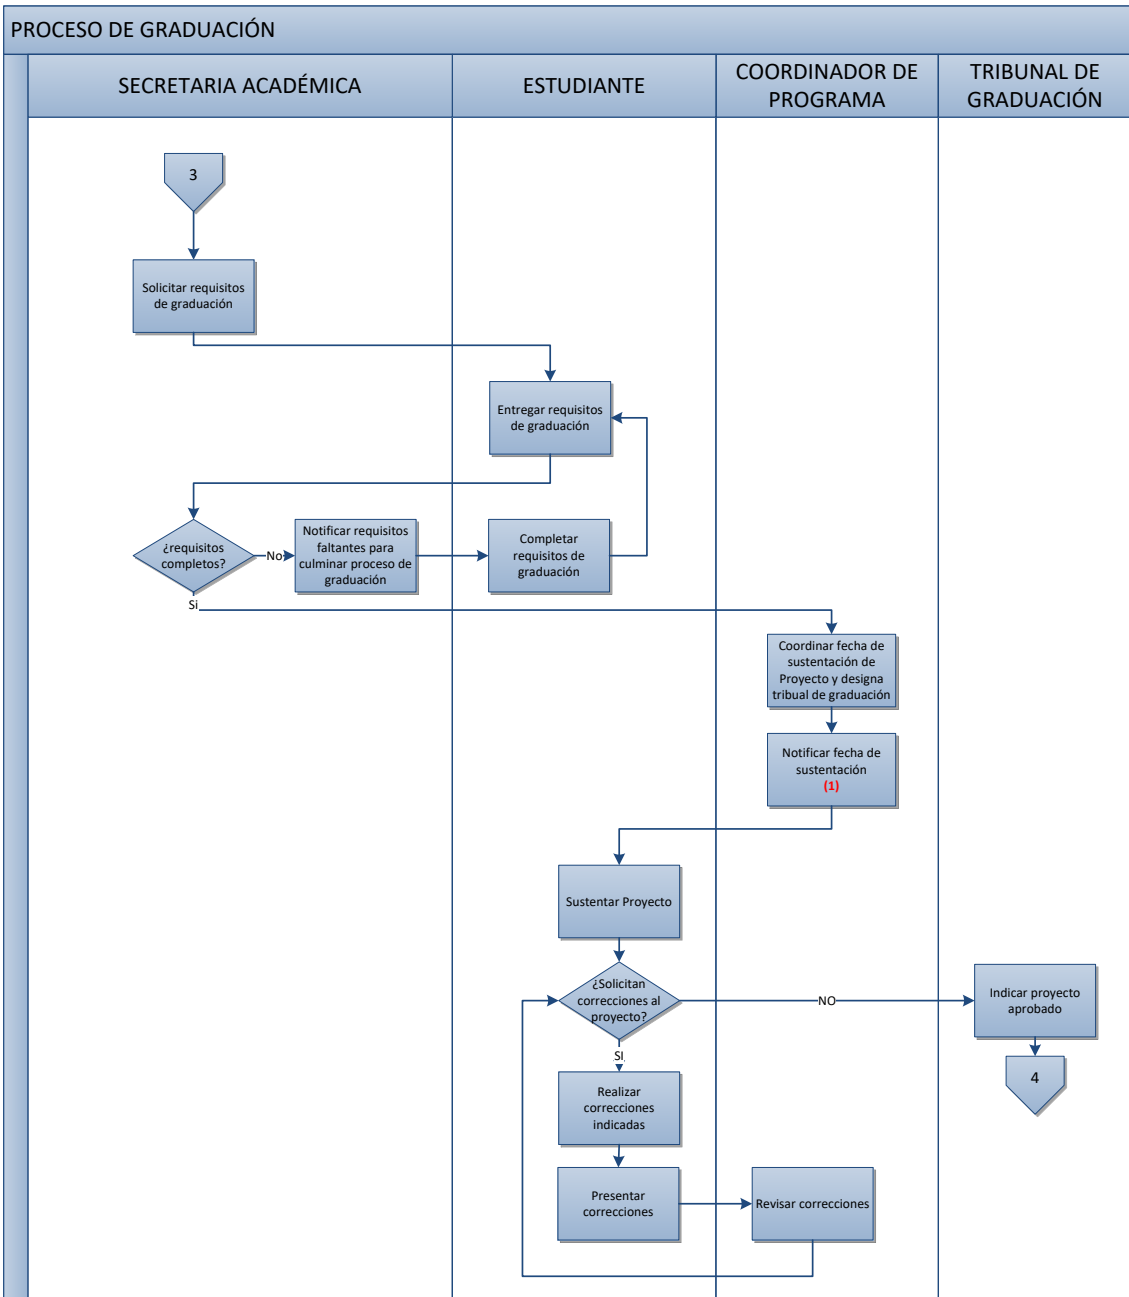 PROCESO DE GRADUACIÓN
SECRETARIA ACADÉMICA
ESTUDIANTE
COORDINADOR DE
PROGRAMA
TRIBUNAL DE
GRADUACIÓN
3
Solicitar requisitos
de graduación
Entregar requisitos
de graduación
¿requisitos
completos?
No
Notificar requisitos
faltantes para
culminar proceso de
graduación
Completar
requisitos de
graduación
Si
Coordinar fecha de
sustentación de
Proyecto y designa
tribual de graduación
Notificar fecha de
sustentación
(1)
Sustentar Proyecto
¿Solicitan
correcciones al
proyecto?
NO
Indicar proyecto
aprobado
SI
4
Realizar
correcciones
indicadas
Presentar
correcciones
Revisar correcciones